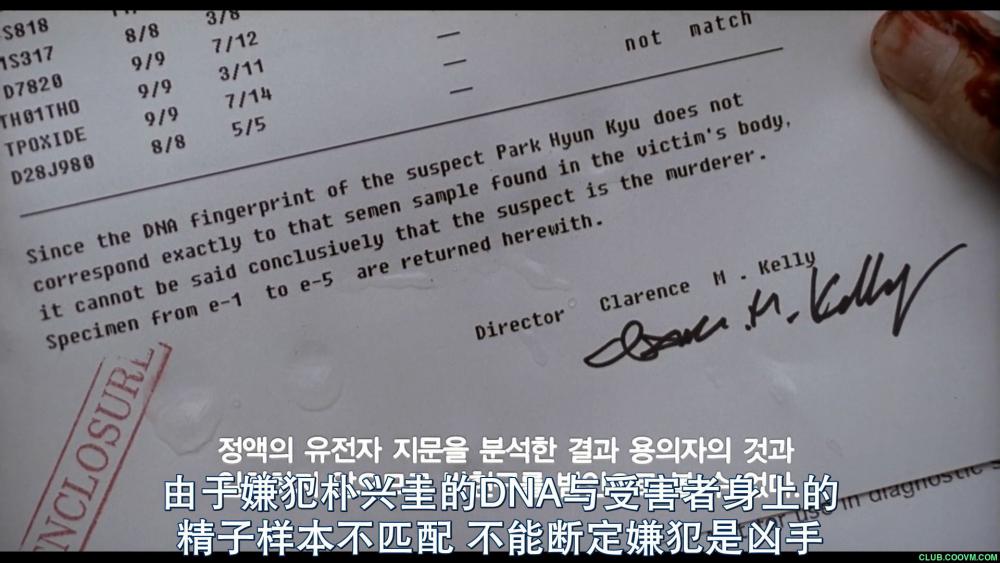 S818 8/8 3/8
1S317 9/9 7/12 —
D7820 9/9 3/11 — not match
TH01THO 9/9 7/14 —
TPOXIDE 8/8 5/5
D28J980
Since the DNA fingerprint of the suspect Park Hyun Kyu does not
correspond exactly to that semen sample found in the victim's body,
it cannot be said conclusively that the suspect is the murderer.
Specimen from e-1 to e-5 are returned herewith.
Director Clarence M . Kelly
M. Kelly
ENCLOSURE
use in diagnostic
정액의 유전자 지문을 분석한 결과 용의자의 것과
由于嫌犯朴兴圭的DNA与受害者身上的
精子样本不匹配 不能断定嫌犯是凶手
CLUB.COOVM.COM